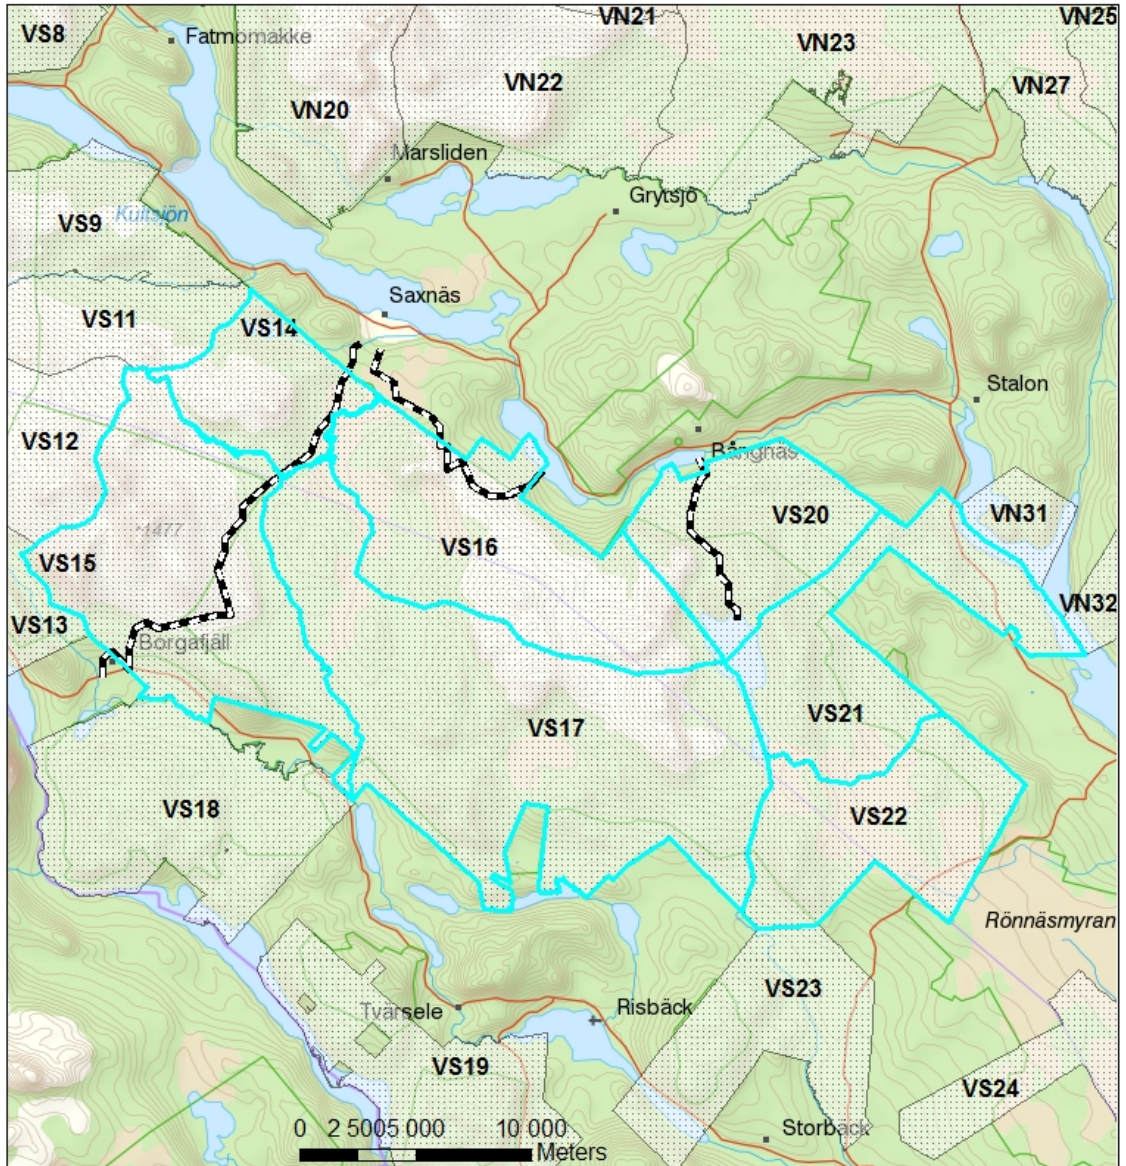 VN21
VN25
VS8
Fatmomakke
VN23
VN22
VN27
VN20
Marsliden
Grytsjö
VS9
Kultsjön
Saxnäs
VS11
VS14
Stalon
VS12
Bångnäs
VN31
VS20
1477
VS16
VS15
VN32
VS13
Borgafjäll
VS21
VS17
VS18
VS22
Rönnäsmyran
VS23
Tvärsele
Risbäck
VS19
VS24
Storbäck
0 2 5005 000 10 000
Meters